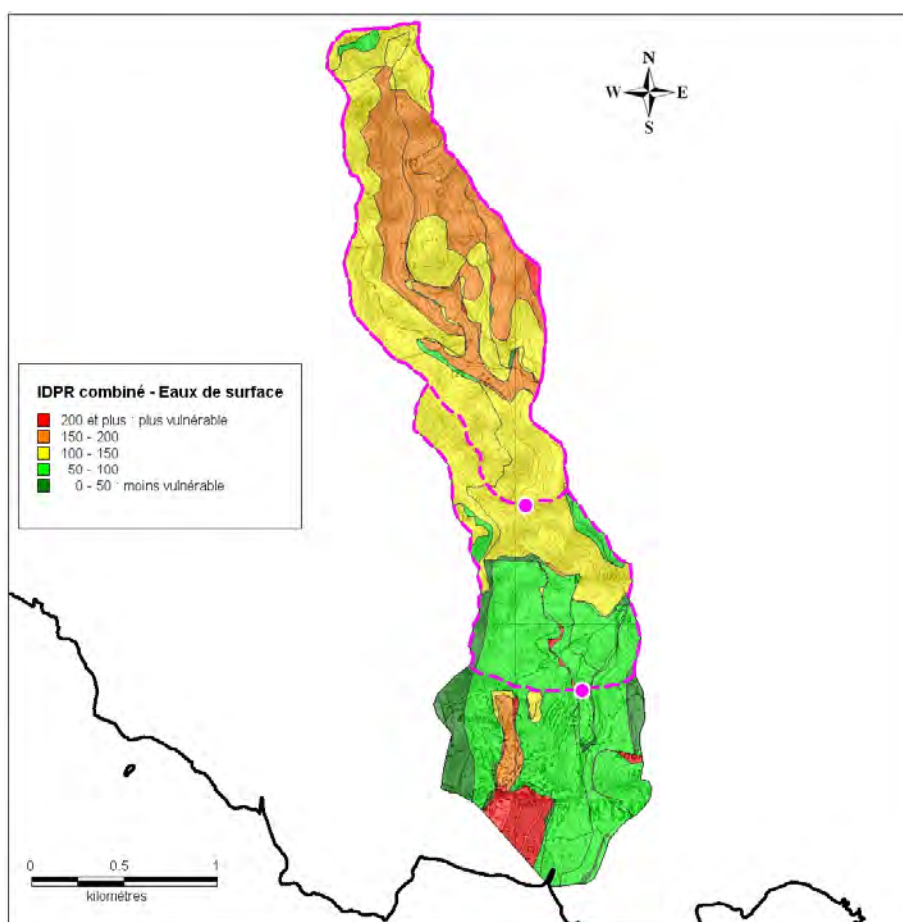 N
W E
S
IDPR combiné - Eaux de surface
200 et plus : plus vulnérable
150 - 200
100 - 150
50 - 100
0 - 50 : moins vulnérable
0 0.5 1
kilomètres